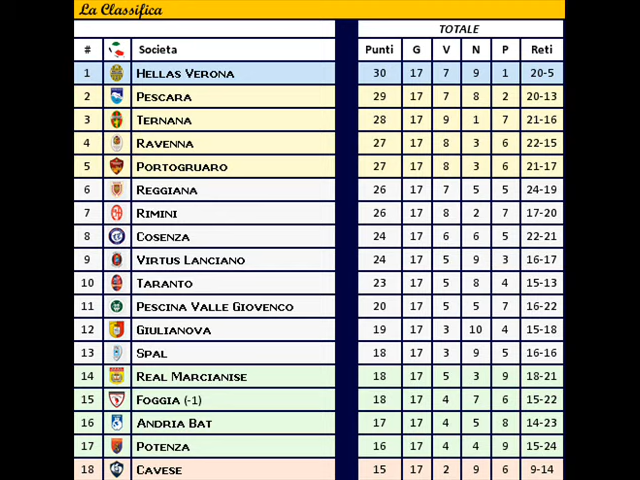 La Classifica
TOTALE
# Societa Punti G V N P Reti
1 HELLAS VERONA 30 17 7 9 1 20-5
2 PESCARA 29 17 7 8 2 20-13
3 TERNANA 28 17 9 1 7 21-16
4 RAVENNA 27 17 8 3 6 22-15
5 PORTOGRUARO 27 17 8 3 6 21-17
6 REGGIANA 26 17 7 5 5 24-19
7 RIMINI 26 17 8 2 7 17-20
8 COSENZA 24 17 6 6 5 22-21
9 VIRTUS LANCIANO 24 17 5 9 3 16-17
10 TARANTO 23 17 5 8 4 15-13
11 PESCINA VALLE GIOVENCO 20 17 5 5 7 16-22
12 GIULIANOVA 19 17 3 10 4 15-18
13 SPAL 18 17 3 9 5 16-16
14 REAL MARCIANISE 18 17 5 3 9 18-21
15 FOGGIA (-1) 18 17 4 7 6 15-22
16 ANDRIA BAT 17 17 4 5 8 14-23
17 POTENZA 16 17 4 4 9 15-24
18 CAVESE 15 17 2 9 6 9-14